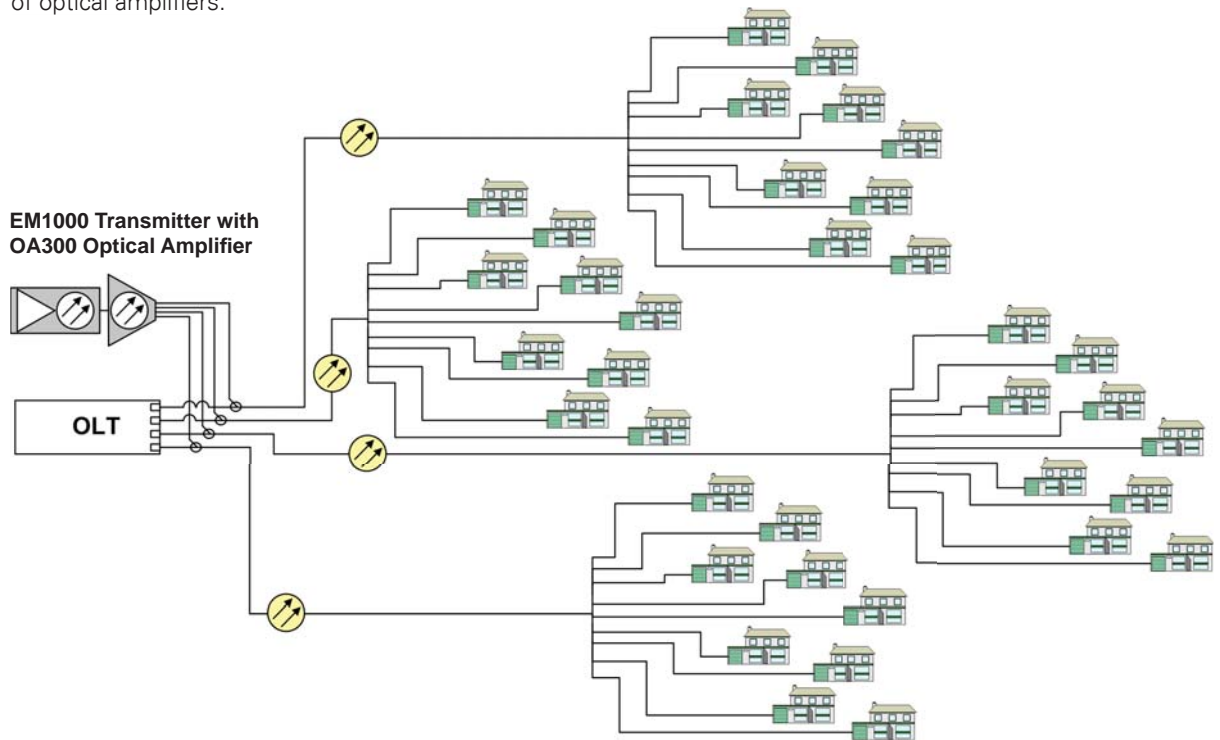 of optical amplifiers.
EM1000 Transmitter with
OA300 Optical Amplifier
OLT